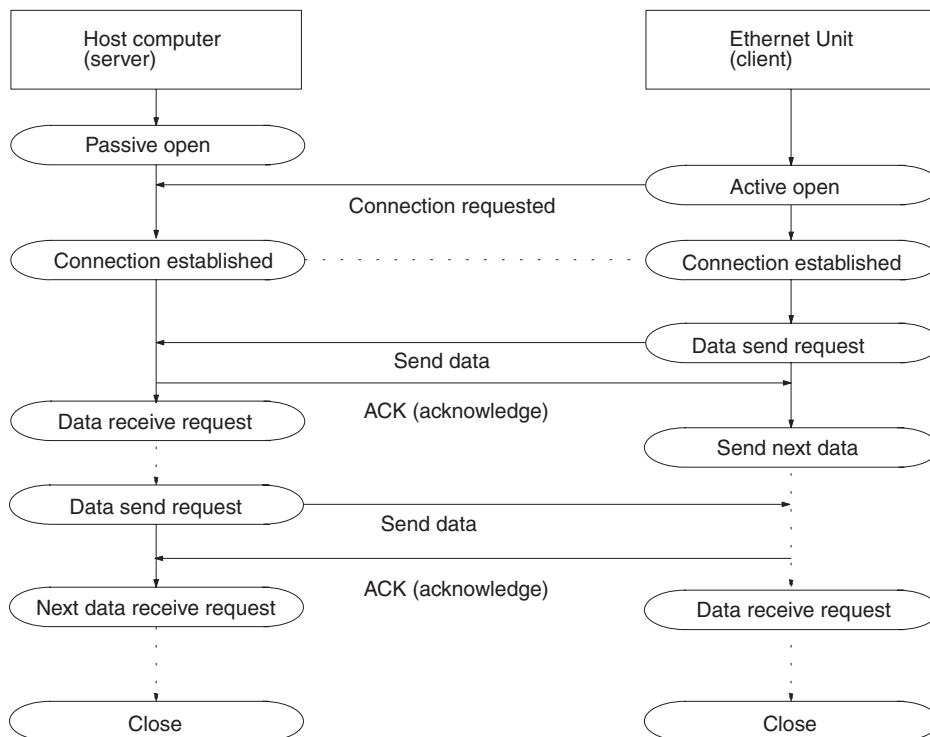 Host computer
(server)
Ethernet Unit
(client)
Passive open
Active open
Connection requested
Connection established
Connection established
Data send request
Send data
ACK (acknowledge)
Data receive request
Send next data
Data send request
Send data
ACK (acknowledge)
Next data receive request
Data receive request
Close
Close